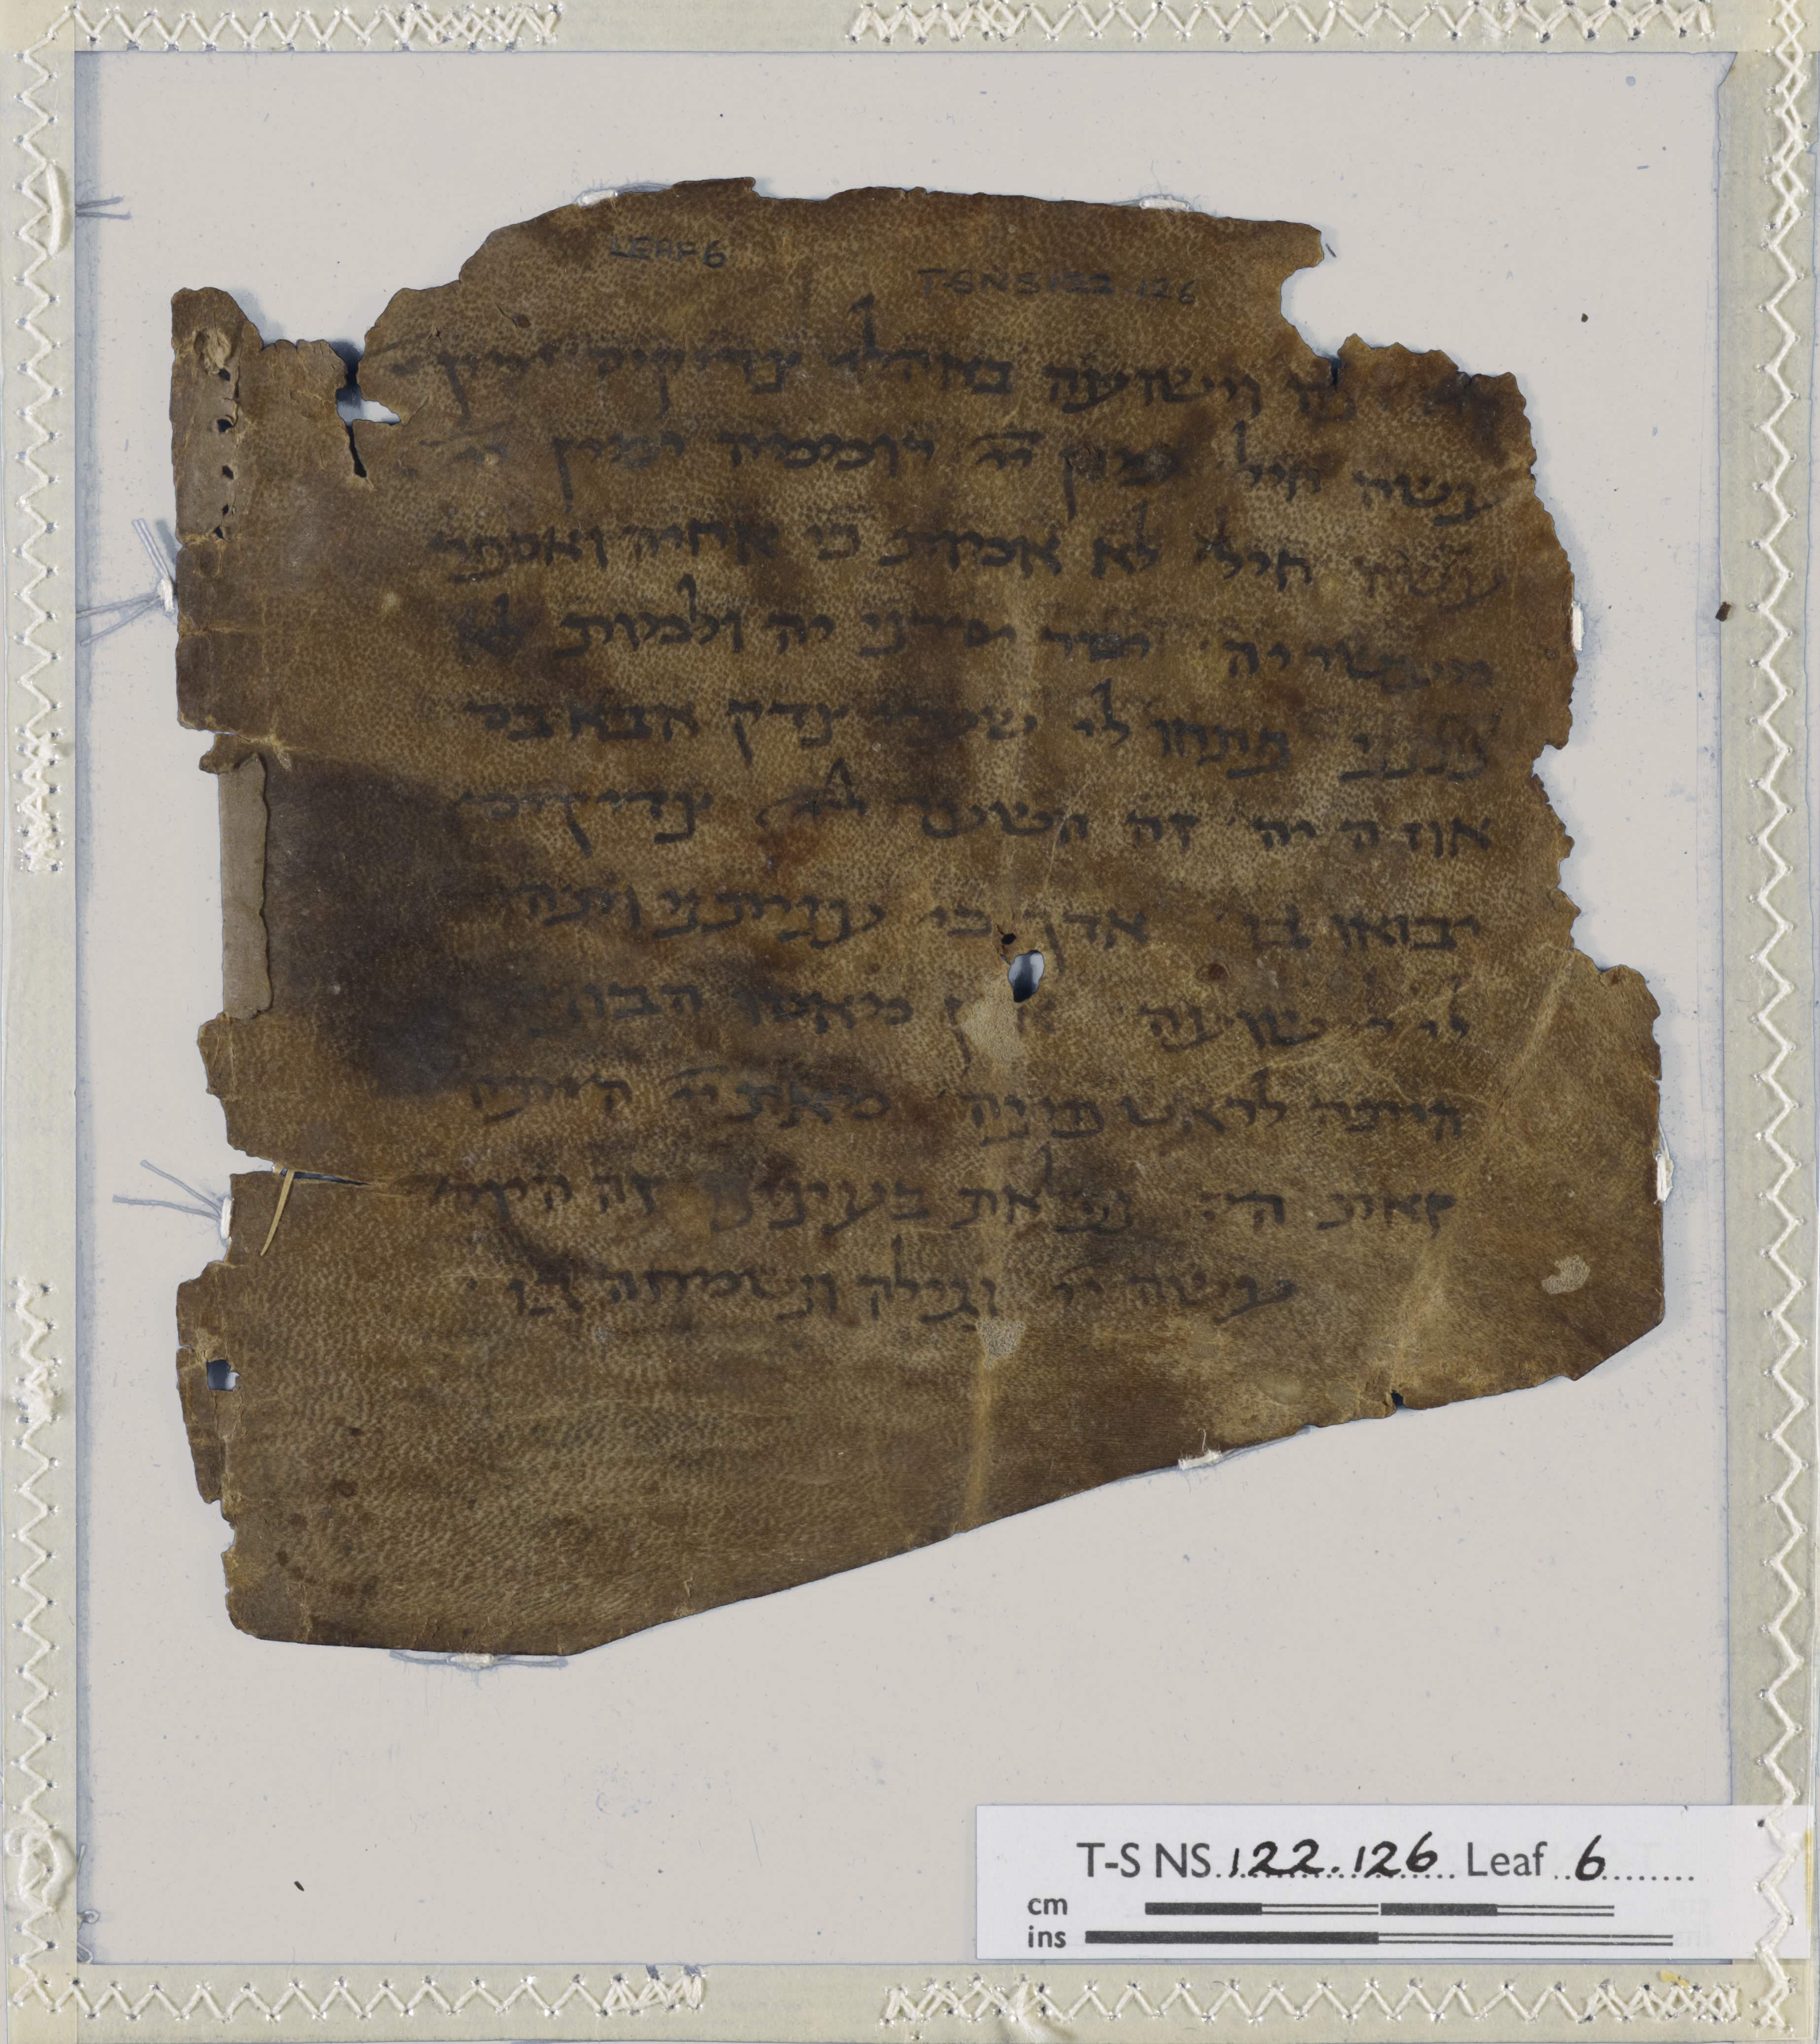 LEAF 6
T-S NS 122 126
רנה וישועה באהלי צדיקים ימין יי
עשה חיל ימין יי רוממה ימין יי
עשה חיל לא אמות כי אחיה ואספר
מעשי יה יסר יסרני יה ולמות לא
נתנני פתחו לי שערי צדק אבא בם
אודה יה זה השער ליי צדיקים
יבואו בו אודך כי עניתני ותהי
לי לישועה אבן מאסו הבונים
היתה לראש פנה מאת יי היתה
זאת היא נפלאת בעינינו זה היום
עשה יי נגילה ונשמחה בו
T-S NS 122.126 Leaf 6
cm
ins